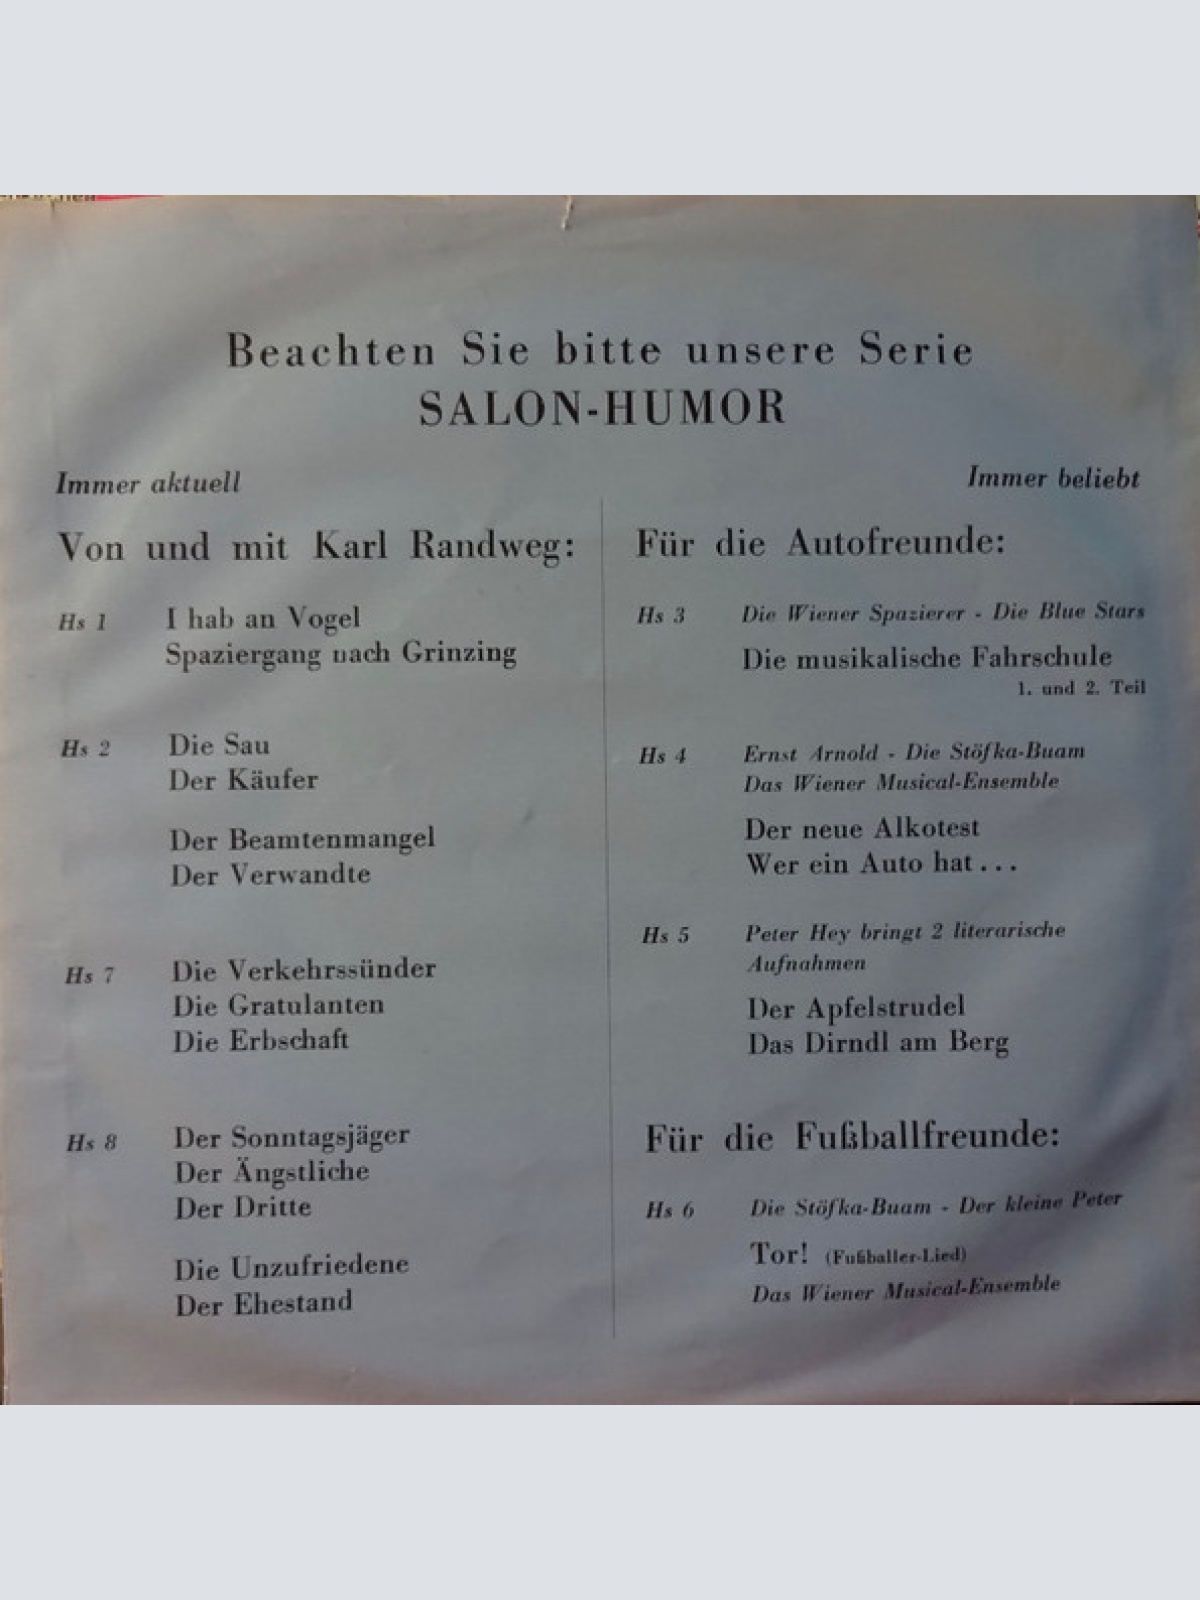 Beachten Sie bitte unsere Serie
SALON-HUMOR
Immer aktuell
Von und mit Karl Randweg:
Hs 1 I hab an Vogel
Spaziergang nach Grinzing
Hs 2 Die Sau
Der Käufer
Der Beamtenmangel
Der Verwandte
Hs 7 Die Verkehrssünder
Die Gratulanten
Die Erbschaft
Hs 8 Der Sonntagsjäger
Der Ängstliche
Der Dritte
Die Unzufriedene
Der Ehestand
Immer beliebt
Für die Autofreunde:
Hs 3 Die Wiener Spazierer - Die Blue Stars
Die musikalische Fahrschule
1. und 2. Teil
Hs 4 Ernst Arnold - Die Stöfka-Buam
Das Wiener Musical-Ensemble
Der neue Alkotest
Wer ein Auto hat...
Hs 5 Peter Hey bringt 2 literarische
Aufnahmen
Der Apfelstrudel
Das Dirndl am Berg
Für die Fußballfreunde:
Hs 6 Die Stöfka-Buam - Der kleine Peter
Tor! (Fußballer-Lied)
Das Wiener Musical-Ensemble